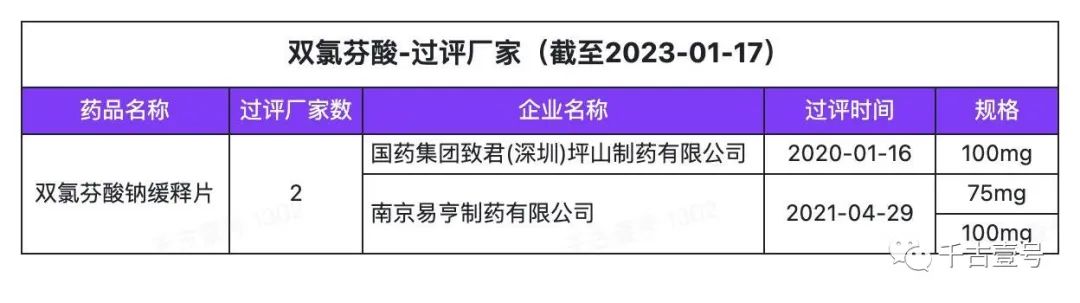 双氯芬酸-过评厂家（截至2023-01-17）
药品名称 过评厂家数 企业名称 过评时间 规格
双氯芬酸钠缓释片 2 国药集团致君(深圳)坪山制药有限公司 2020-01-16 100mg
南京易亨制药有限公司 2021-04-29 75mg
100mg
千古壹号 1302
千古壹号 1302
千古壹号